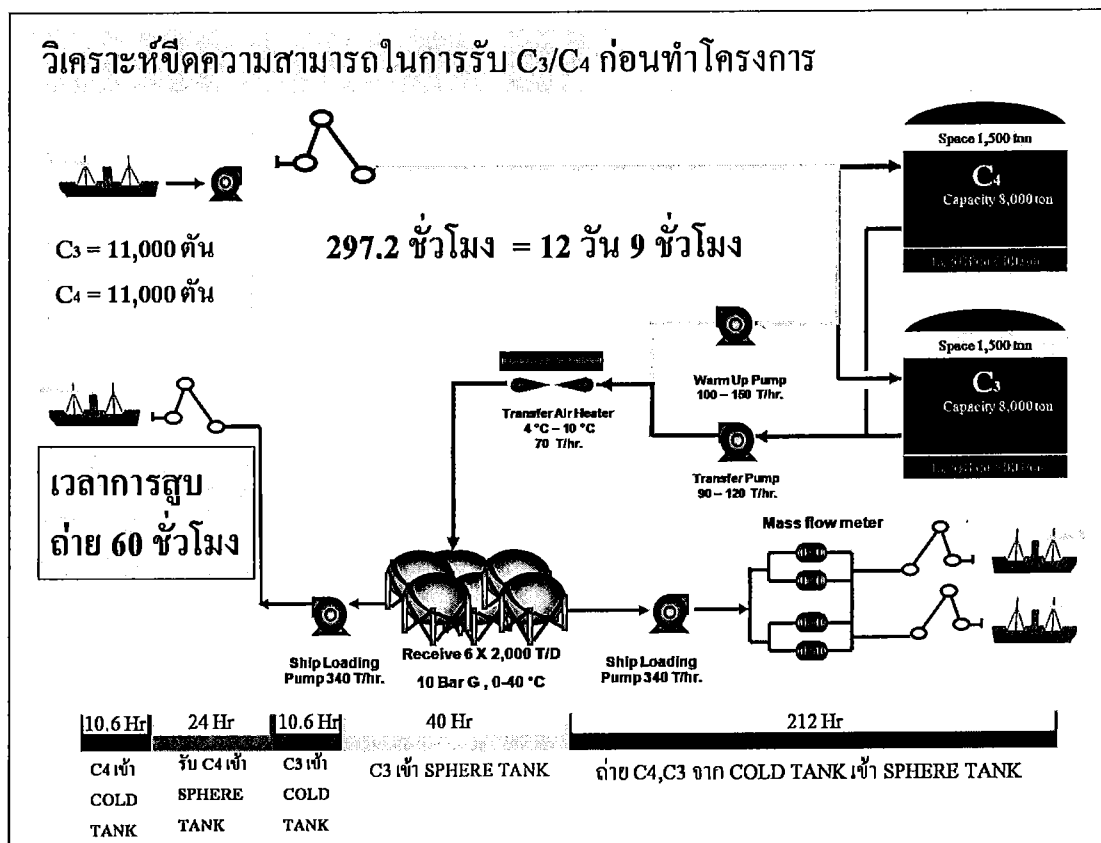 วิเคราะห์ขีดความสามารถในการรับ C3/C4 ก่อนทำโครงการ
Space 1,500 ton
C4
Capacity 8,000 ton
C3 = 11,000 ตัน
C4 = 11,000 ตัน
297.2 ชั่วโมง = 12 วัน 9 ชั่วโมง
Space 1,500 ton
C3
Capacity 8,000 ton
Warm Up Pump
100 – 150 T/hr.
Transfer Air Heater
4 °C – 10 °C
70 T/hr.
Transfer Pump
90 – 120 T/hr.
เวลาการสูบ
ถ่าย 60 ชั่วโมง
Mass flow meter
Ship Loading
Pump 340 T/hr.
Receive 6 X 2,000 T/D
10 Bar G , 0-40 °C
Ship Loading
Pump 340 T/hr.
10.6 Hr
24 Hr
10.6 Hr
40 Hr
212 Hr
C4 เข้า
COLD
TANK
รับ C4 เข้า
SPHERE
TANK
C3 เข้า
COLD
TANK
C3 เข้า SPHERE TANK
ถ่าย C4,C3 จาก COLD TANK เข้า SPHERE TANK